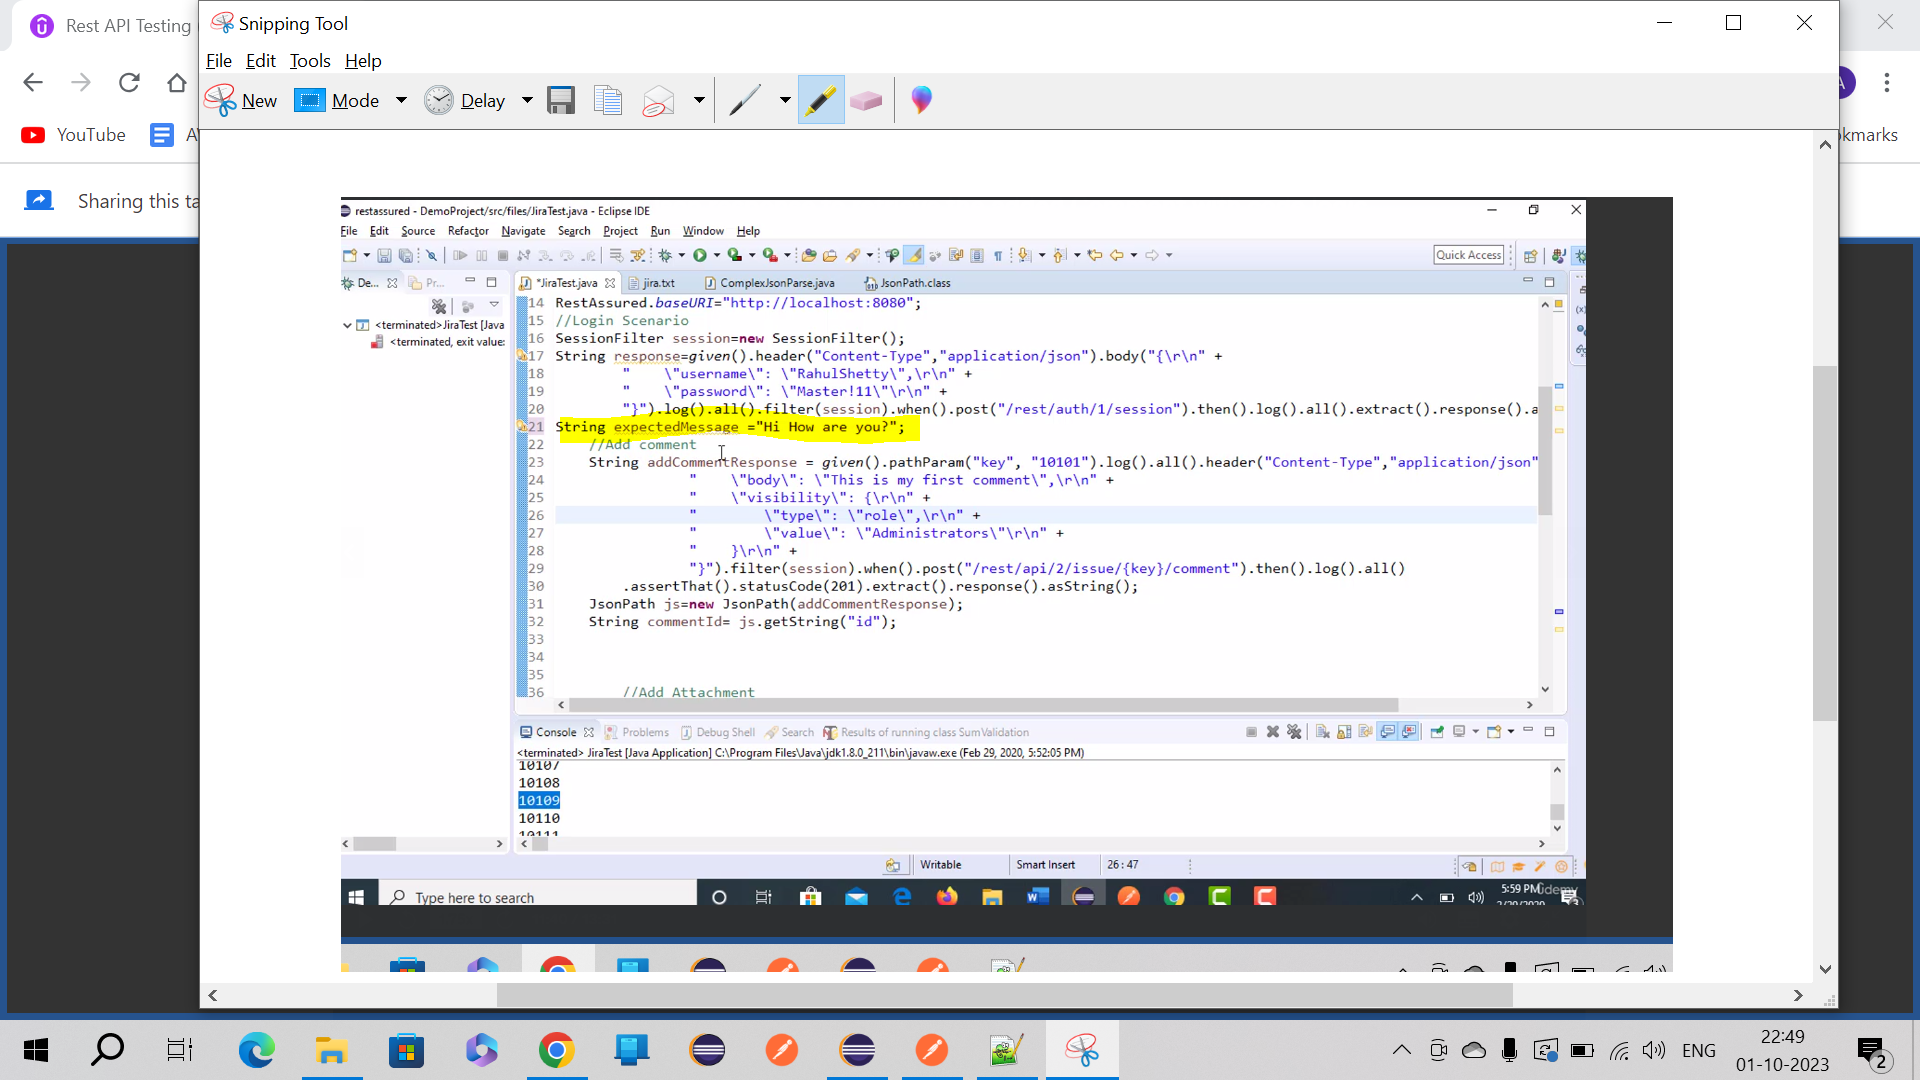 Rest API Testing
Snipping Tool
File Edit Tools Help
New Mode Delay
YouTube
kmarks
Sharing this ta
restassured - DemoProject/src/files/JiraTest.java - Eclipse IDE
File Edit Source Refactor Navigate Search Project Run Window Help
Quick Access
De... Pr... *JiraTest.java jira.txt ComplexJsonParse.java JsonPath.class
<terminated>JiraTest [Java
<terminated, exit value:
14 RestAssured.baseURI="http://localhost:8080";
15 //Login Scenario
16 SessionFilter session=new SessionFilter();
17 String response=given().header("Content-Type","application/json").body("{\r\n" +
18 " \"username\": \"RahulShetty\",\r\n" +
19 " \"password\": \"Master!11\"\r\n" +
20 "}").log().all().filter(session).when().post("/rest/auth/1/session").then().log().all().extract().response().a
21 String expectedMessage ="Hi How are you?";
22 //Add comment
23 String addCommentResponse = given().pathParam("key", "10101").log().all().header("Content-Type","application/json"
24 " \"body\": \"This is my first comment\",\r\n" +
25 " \"visibility\": {\r\n" +
26 " \"type\": \"role\",\r\n" +
27 " \"value\": \"Administrators\"\r\n" +
28 " }\r\n" +
29 "}").filter(session).when().post("/rest/api/2/issue/{key}/comment").then().log().all()
30 .assertThat().statusCode(201).extract().response().asString();
31 JsonPath js=new JsonPath(addCommentResponse);
32 String commentId= js.getString("id");
33
34
35
36 //Add Attachment
Console Problems Debug Shell Search Results of running class SumValidation
<terminated> JiraTest [Java Application] C:\Program Files\Java\jdk1.8.0_211\bin\javaw.exe (Feb 29, 2020, 5:52:05 PM)
10107
10108
10109
10110
10111
Writable Smart Insert 26 : 47
Type here to search
5:59 PM
2/29/2020
ENG
22:49
01-10-2023
2